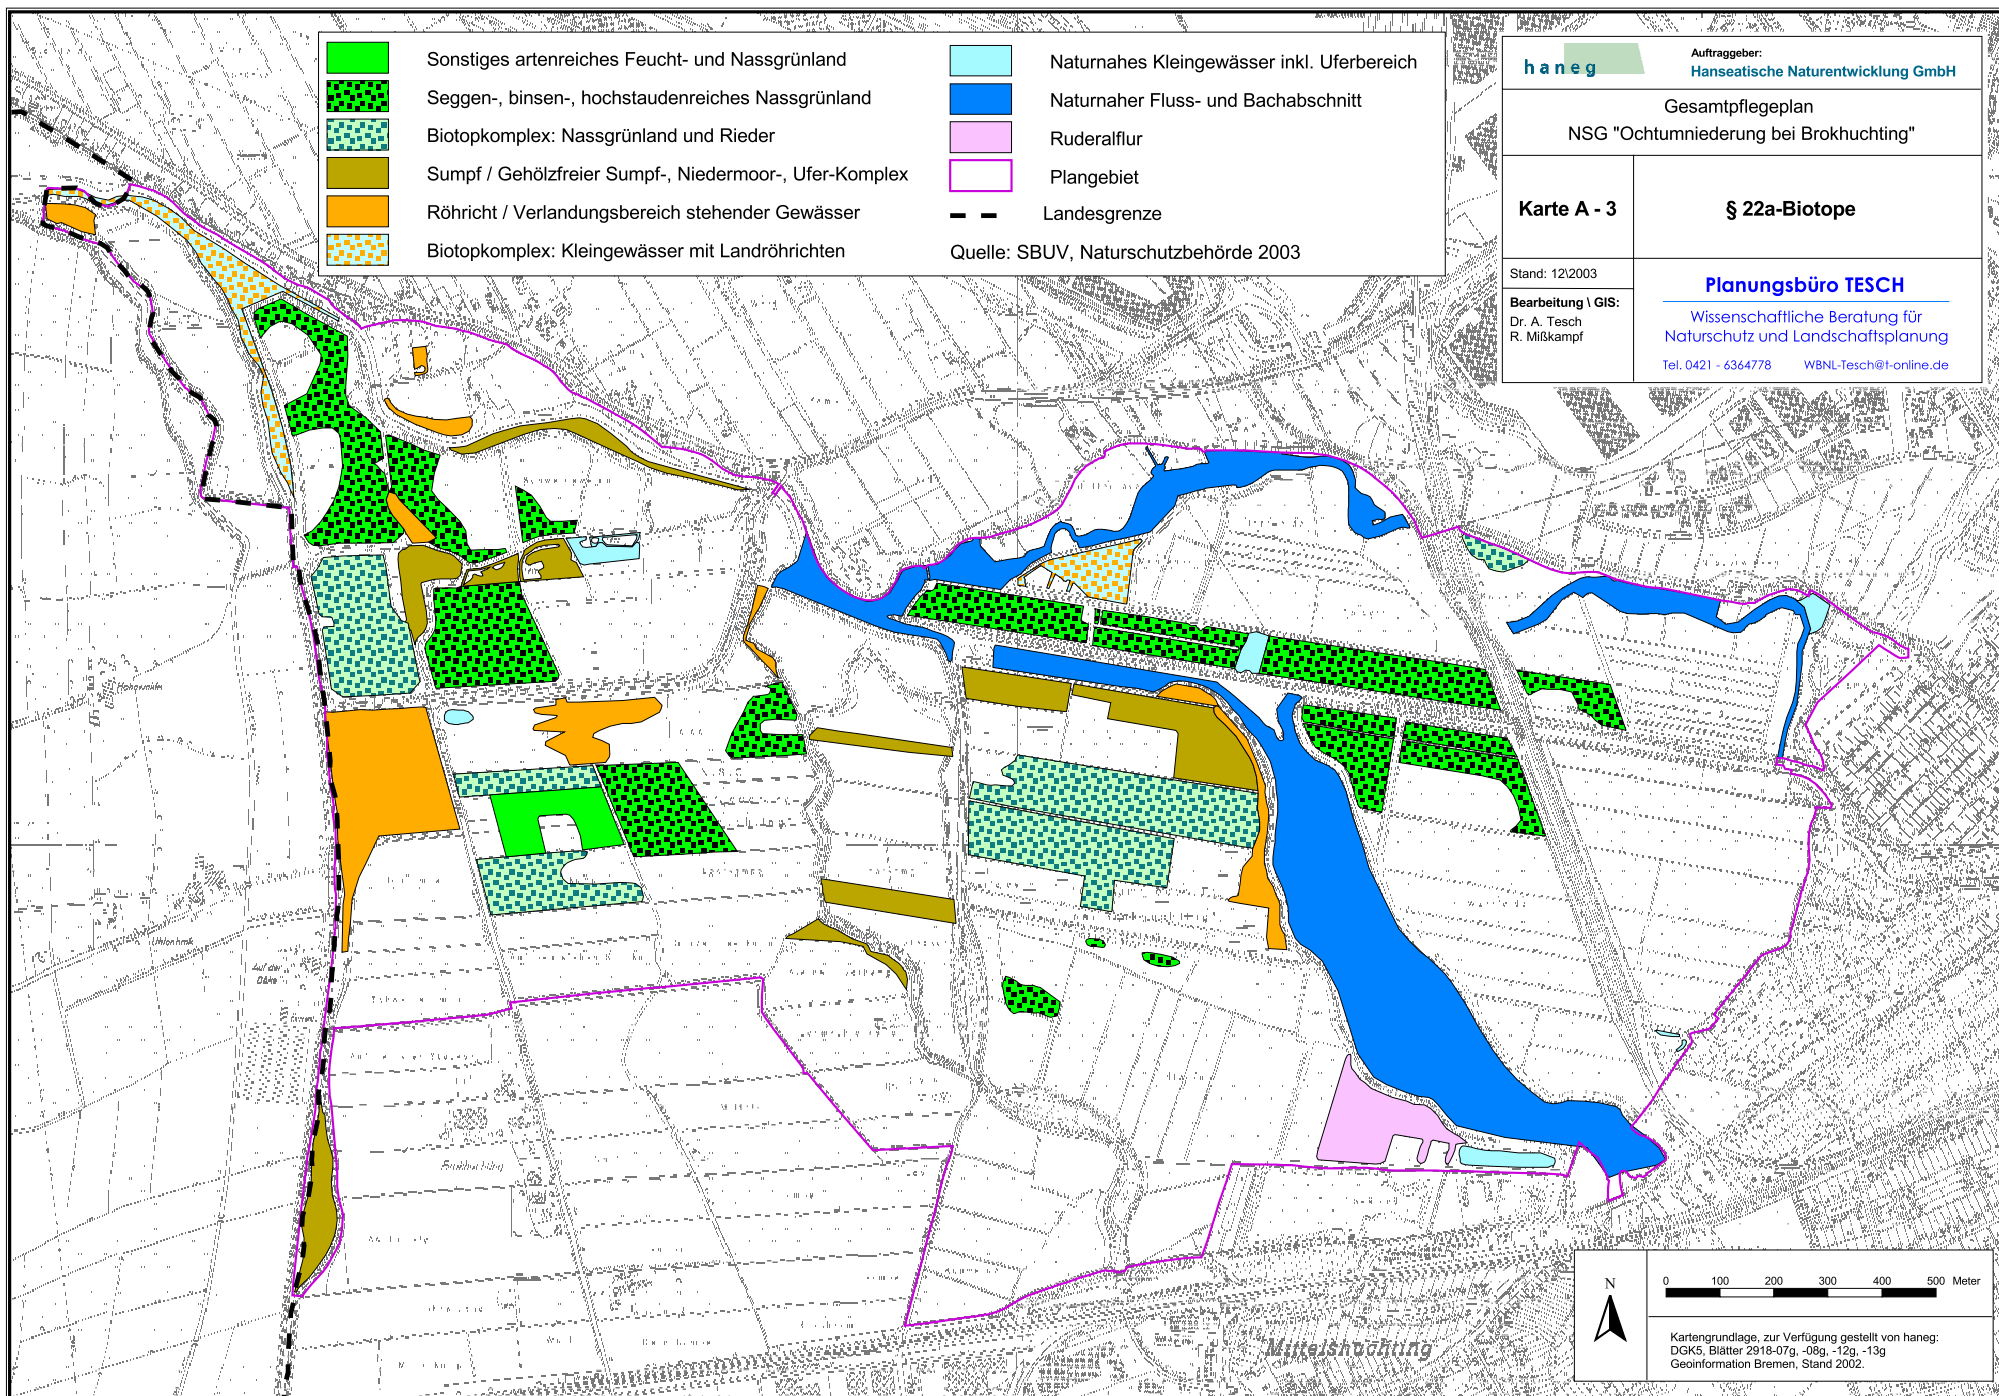 Sonstiges artenreiches Feucht- und Nassgrünland
Seggen-, binsen-, hochstaudenreiches Nassgrünland
Biotopkomplex: Nassgrünland und Rieder
Sumpf / Gehölzfreier Sumpf-, Niedermoor-, Ufer-Komplex
Röhricht / Verlandungsbereich stehender Gewässer
Biotopkomplex: Kleingewässer mit Landröhrichten
Naturnahes Kleingewässer inkl. Uferbereich
Naturnaher Fluss- und Bachabschnitt
Ruderalflur
Plangebiet
Landesgrenze
Quelle: SBUV, Naturschutzbehörde 2003
haneg
Auftraggeber:
Hanseatische Naturentwicklung GmbH
Gesamtpflegeplan
NSG "Ochtumniederung bei Brokhuchting"
Karte A - 3
§ 22a-Biotope
Stand: 12\2003
Bearbeitung \ GIS:
Dr. A. Tesch
R. Mißkampf
Planungsbüro TESCH
Wissenschaftliche Beratung für
Naturschutz und Landschaftsplanung
Tel. 0421 - 6364778 WBNL-Tesch@t-online.de
Mittelshuchting
N
0 100 200 300 400 500 Meter
Kartengrundlage, zur Verfügung gestellt von haneg:
DGK5, Blätter 2918-07g, -08g, -12g, -13g
Geoinformation Bremen, Stand 2002.